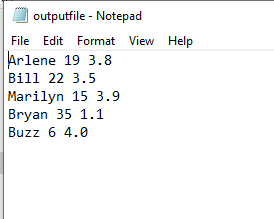 outputfile - Notepad
File Edit Format View Help
Arlene 19 3.8
Bill 22 3.5
Marilyn 15 3.9
Bryan 35 1.1
Buzz 6 4.0